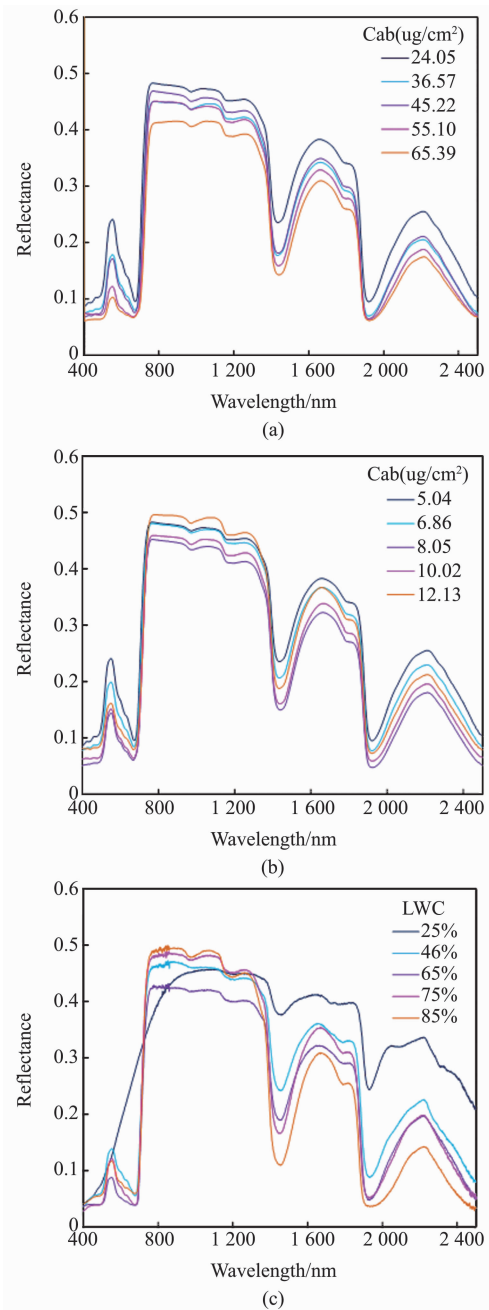 0.6
0.5
0.4
0.3
0.2
0.1
0
Reflectance
Cab(ug/cm²)
24.05
36.57
45.22
55.10
65.39
400 800 1 200 1 600 2 000 2 400
Wavelength/nm
(a)
0.6
0.5
0.4
0.3
0.2
0.1
0
Reflectance
Cab(ug/cm²)
5.04
6.86
8.05
10.02
12.13
400 800 1 200 1 600 2 000 2 400
Wavelength/nm
(b)
0.6
0.5
0.4
0.3
0.2
0.1
0
Reflectance
LWC
25%
46%
65%
75%
85%
400 800 1 200 1 600 2 000 2 400
Wavelength/nm
(c)